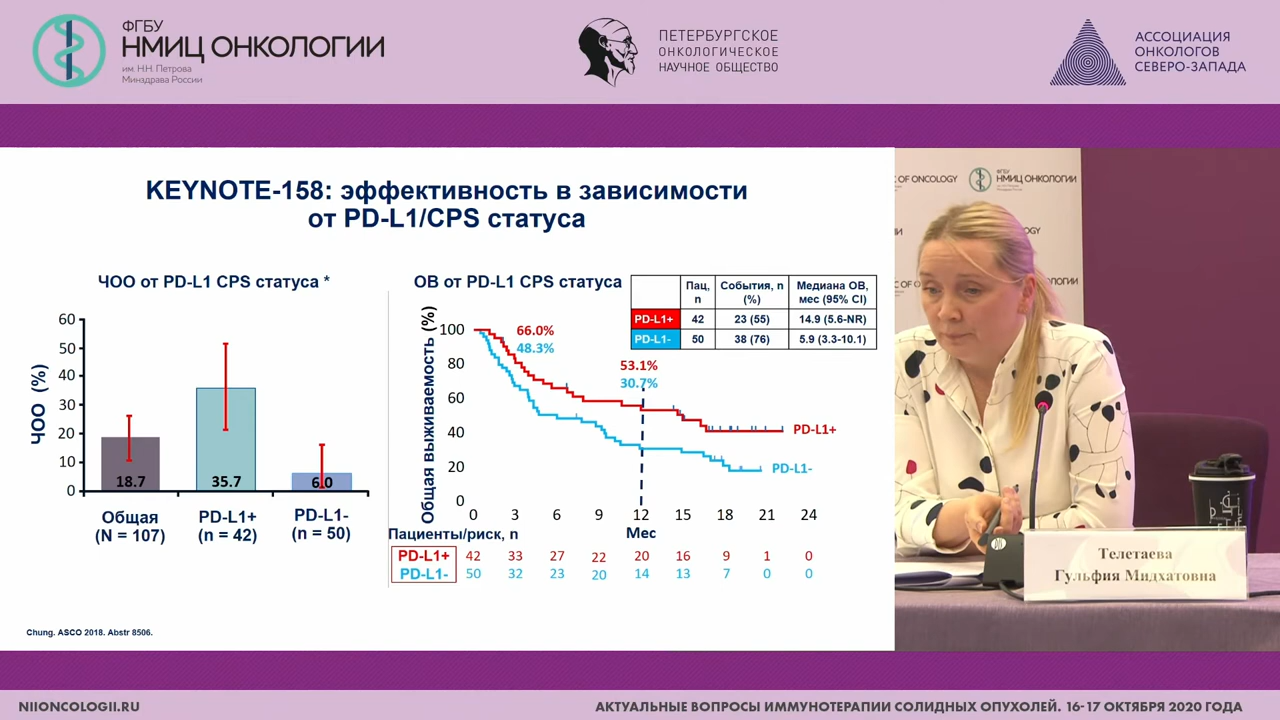 ФГБУ
НМИЦ ОНКОЛОГИИ
им. Н.Н. Петрова
Минздрава России
ПЕТЕРБУРГСКОЕ
ОНКОЛОГИЧЕСКОЕ
НАУЧНОЕ ОБЩЕСТВО
АССОЦИАЦИЯ
ОНКОЛОГОВ
СЕВЕРО-ЗАПАДА
KEYNOTE-158: эффективность в зависимости
от PD-L1/CPS статуса
ЧОО от PD-L1 CPS статуса *
ЧОО (%)
60
50
40
30
20
10
0
18.7
35.7
6.0
Общая
(N = 107)
PD-L1+
(n = 42)
PD-L1-
(n = 50)
ОВ от PD-L1 CPS статуса
Пац, n | События, n (%) | Медиана ОВ, мес (95% CI)
PD-L1+ 42 23 (55) 14.9 (5.6-NR)
PD-L1- 50 38 (76) 5.9 (3.3-10.1)
Общая выживаемость (%)
100
80
60
40
20
0
66.0%
48.3%
53.1%
30.7%
PD-L1+
PD-L1-
0 3 6 9 12 15 18 21 24
Пациенты/риск, n
Мес
PD-L1+ 42 33 27 22 20 16 9 1 0
PD-L1- 50 32 23 20 14 13 7 0 0
Chung. ASCO 2018. Abstr 8506.
C OF ONCOLOGY
ФГБУ
НМИЦ ОНКОЛОГИИ
Телетаева
Гульфия Мидхатовна
NIIONCOLOGII.RU
АКТУАЛЬНЫЕ ВОПРОСЫ ИММУНОТЕРАПИИ СОЛИДНЫХ ОПУХОЛЕЙ. 16-17 ОКТЯБРЯ 2020 ГОДА